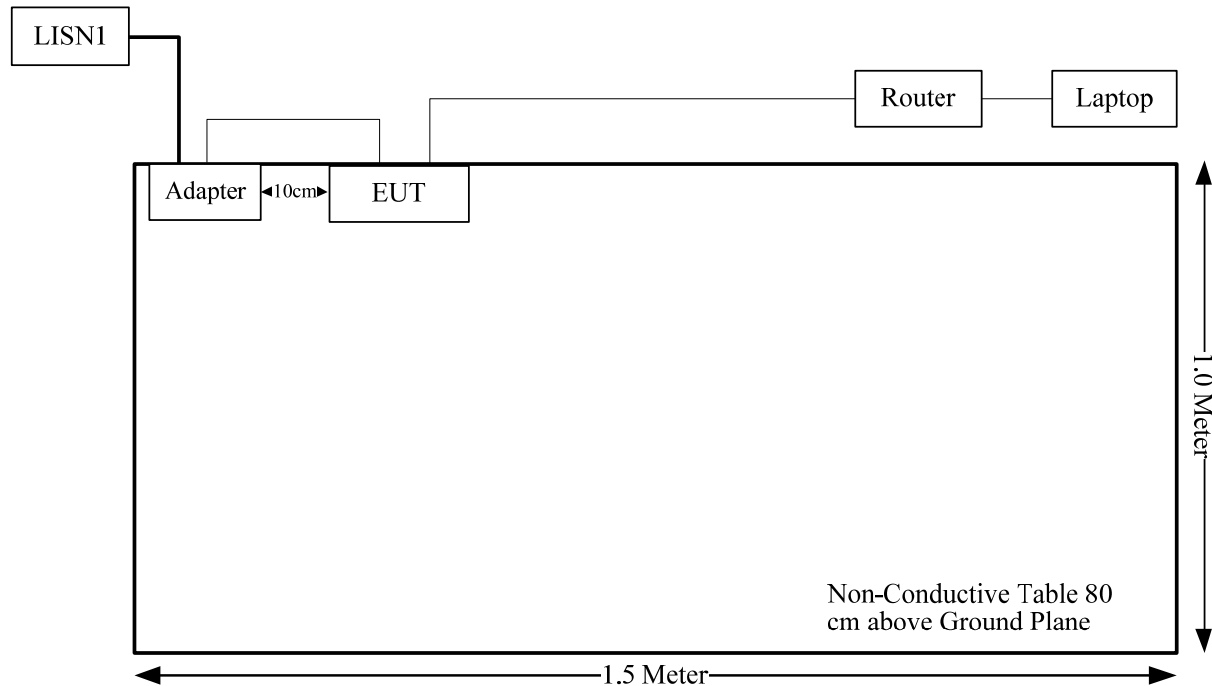 LISN1
Router
Laptop
Adapter
10cm
EUT
1.0 Meter
Non-Conductive Table 80
cm above Ground Plane
1.5 Meter